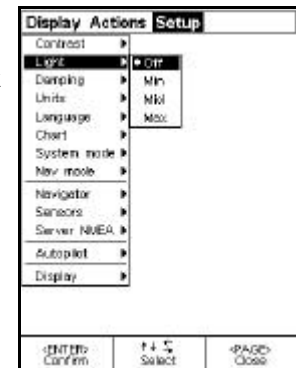 Display Actions Setup
Contrast
Light
Off
Damping
Min
Units
Mid
Language
Max
Chart
System mode
Nav mode
Navigator
Sensors
Server NMEA
Autopilot
Display
<ENTER> <PAGE>
Confirm Select Close